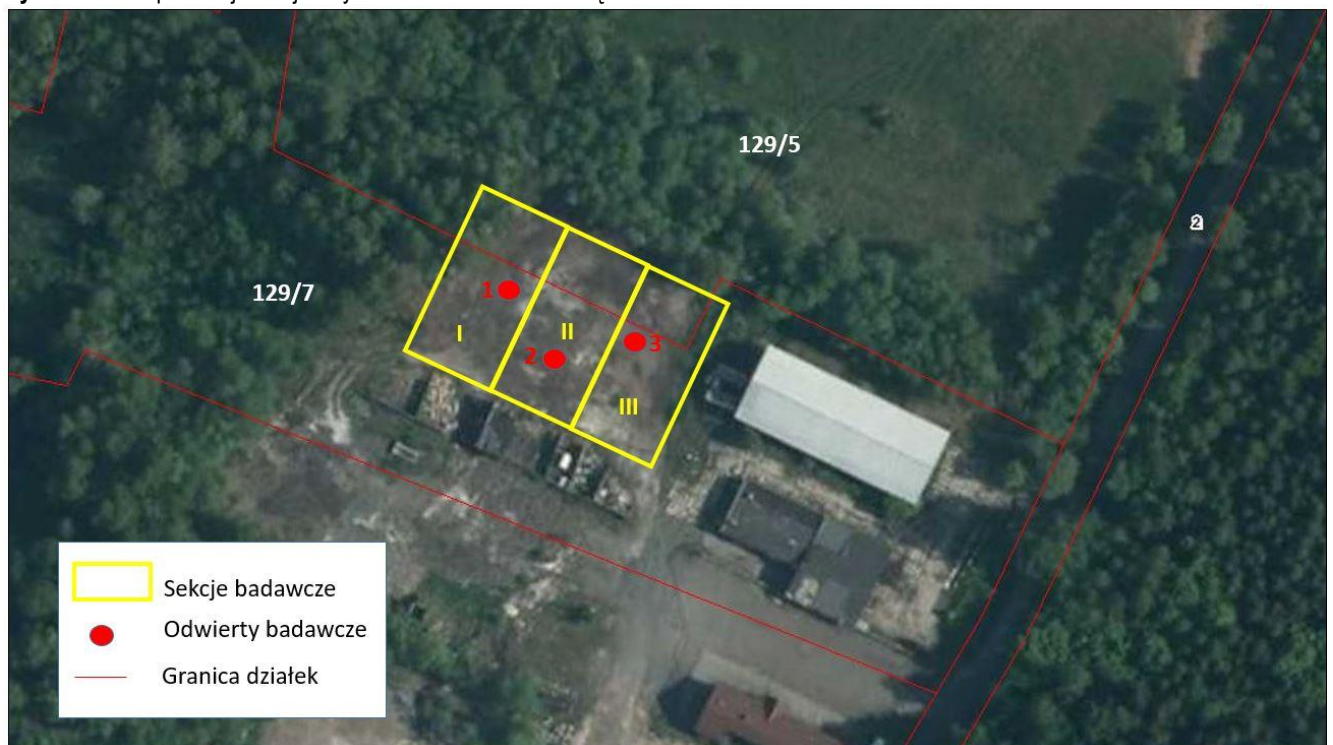 129/5
2
129/7
1
I
II
2
3
III
Sekcje badawcze
Odwierty badawcze
Granica działek